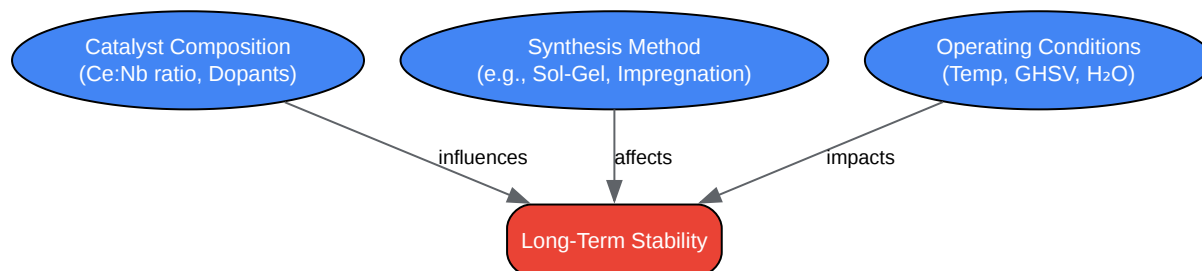 Catalyst Composition
(Ce:Nb ratio, Dopants)
Synthesis Method
(e.g., Sol-Gel, Impregnation)
Operating Conditions
(Temp, GHSV, H₂O)
influences
affects
impacts
Long-Term Stability